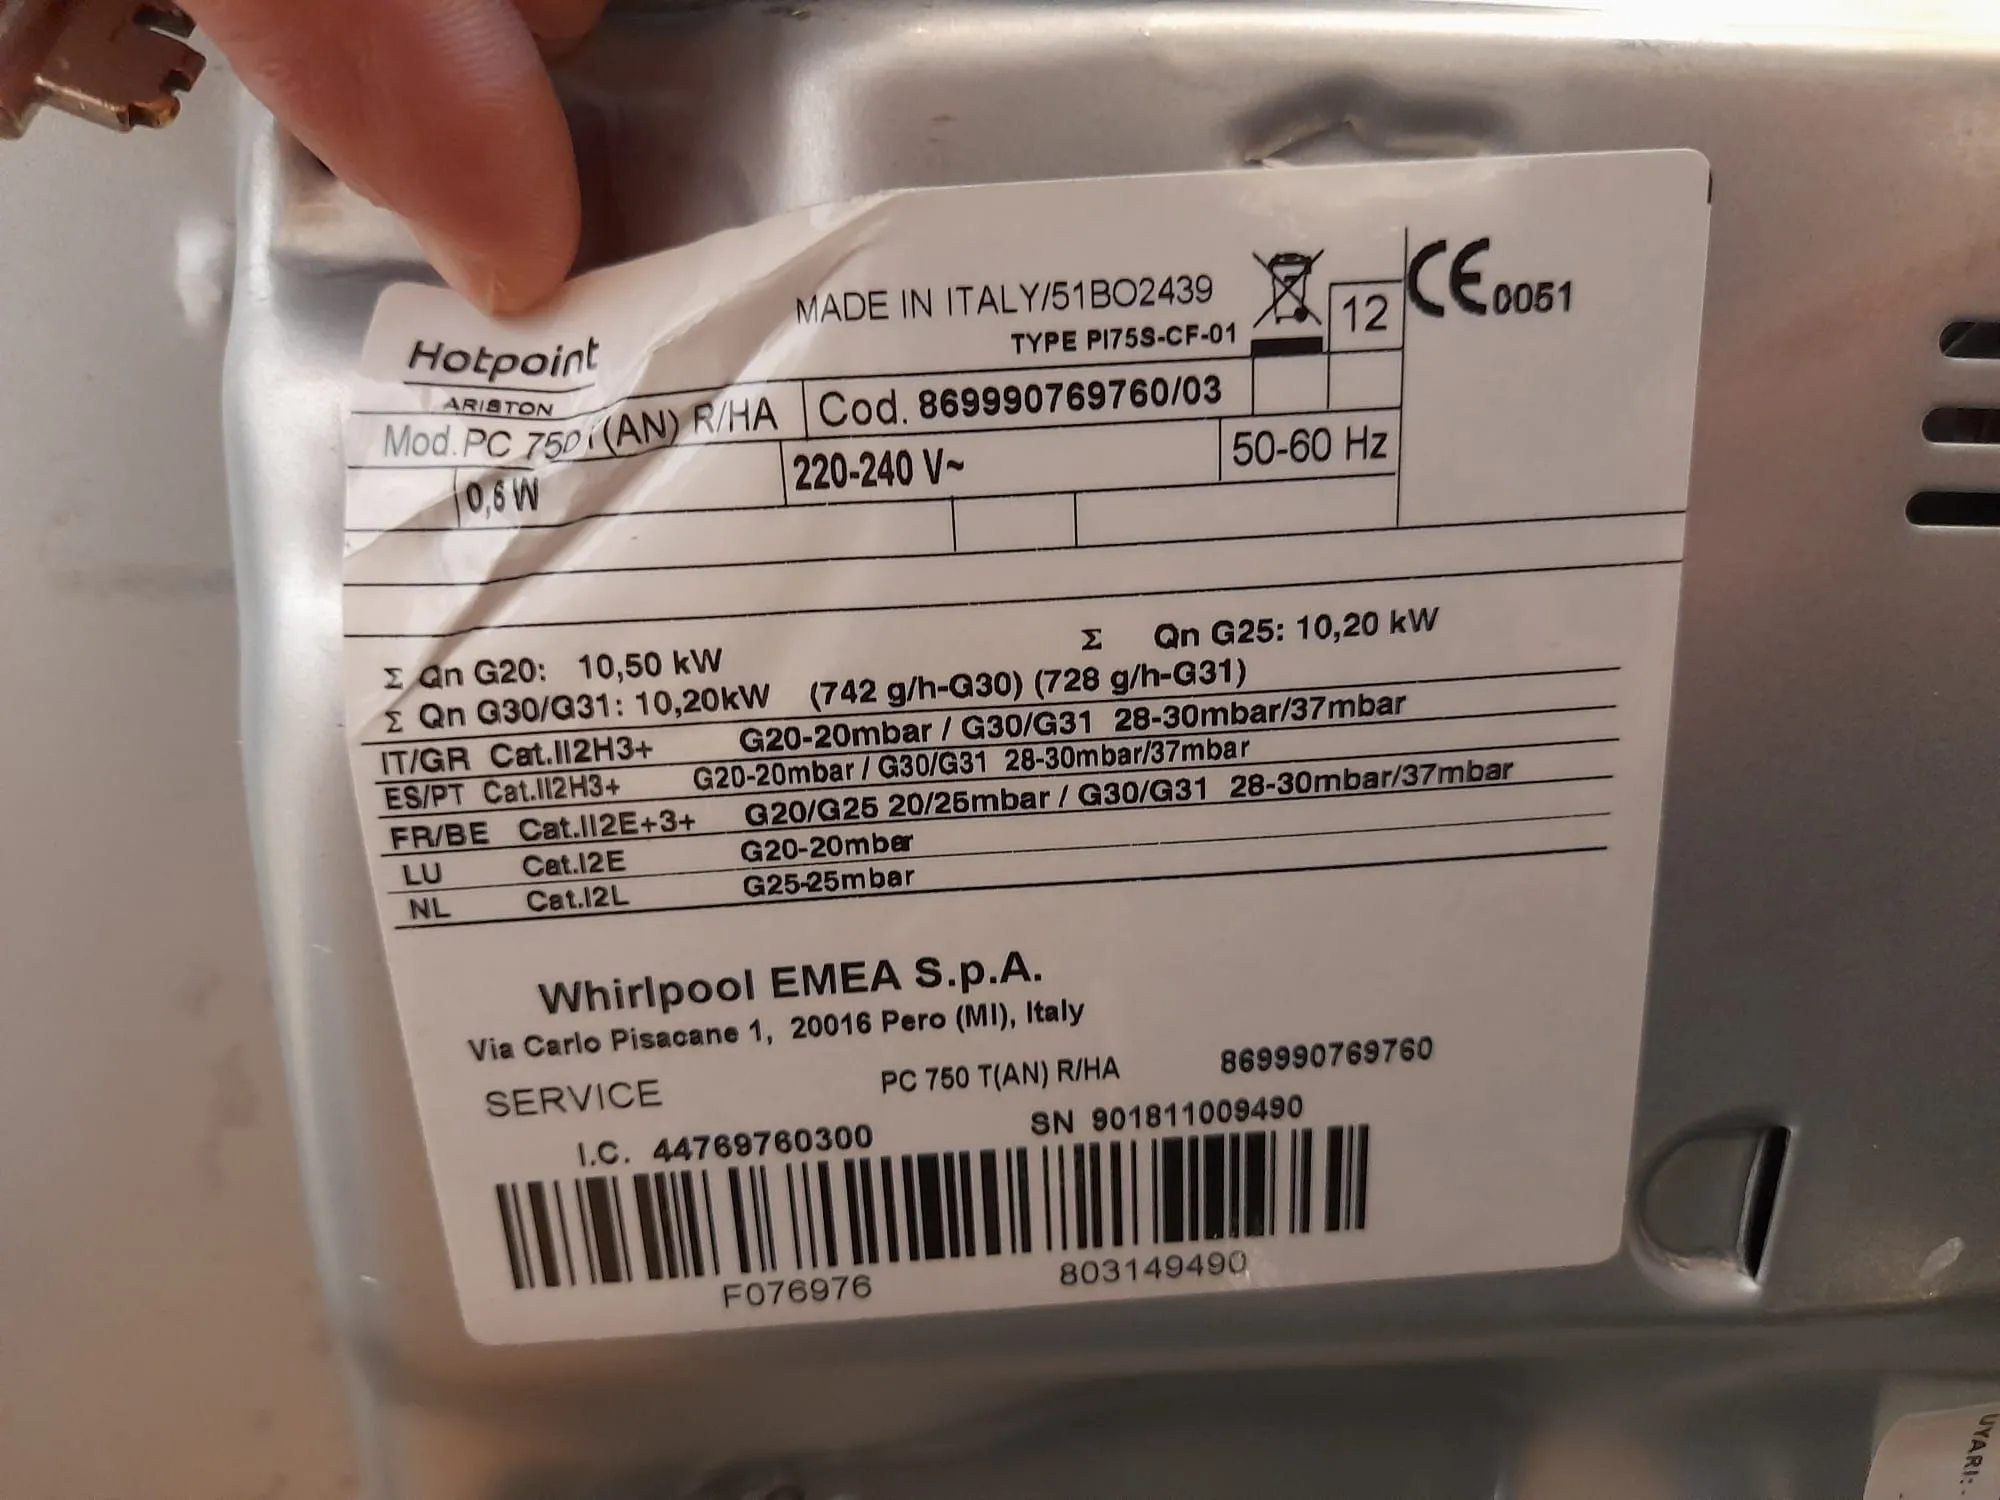 MADE IN ITALY/51BO2439
TYPE PI75S-CF-01
12
CE 0051
Hotpoint
ARISTON
Mod. PC 750 T(AN) R/HA
Cod. 869990769760/03
0,6 W
220-240 V~
50-60 Hz
Σ Qn G20: 10,50 kW
Σ Qn G25: 10,20 kW
Σ Qn G30/G31: 10,20kW (742 g/h-G30) (728 g/h-G31)
IT/GR Cat.II2H3+ G20-20mbar / G30/G31 28-30mbar/37mbar
ES/PT Cat.II2H3+ G20-20mbar / G30/G31 28-30mbar/37mbar
FR/BE Cat.II2E+3+ G20/G25 20/25mbar / G30/G31 28-30mbar/37mbar
LU Cat.I2E G20-20mbar
NL Cat.I2L G25-25mbar
Whirlpool EMEA S.p.A.
Via Carlo Pisacane 1, 20016 Pero (MI), Italy
SERVICE
PC 750 T(AN) R/HA
869990769760
I.C. 44769760300
SN 901811009490
F076976
803149490
UYARI: